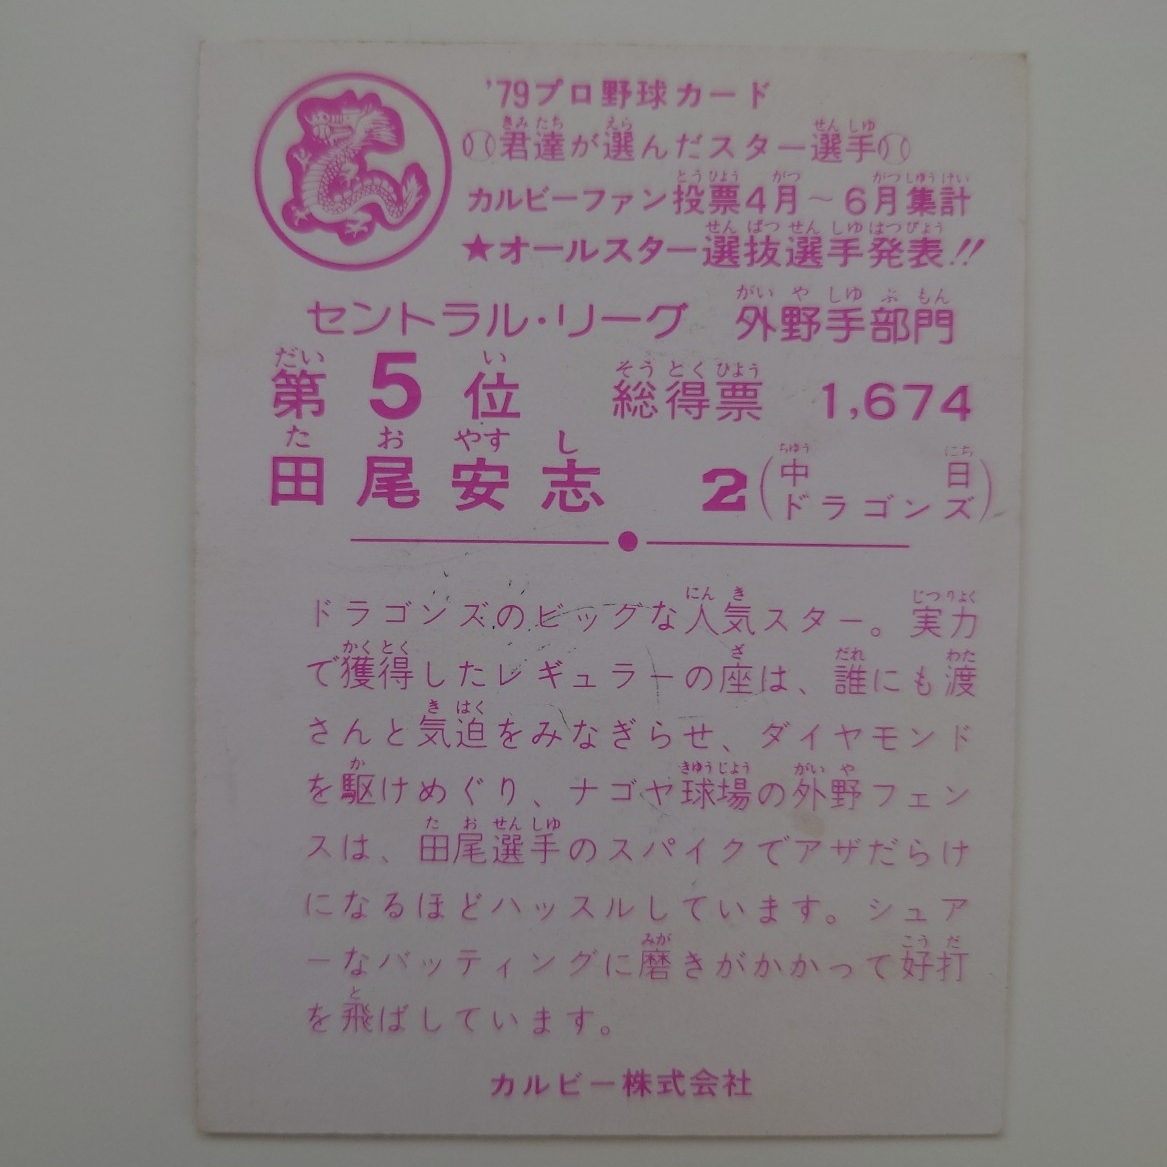 '79プロ野球カード
君達が選んだスター選手
カルビーファン投票4月~6月集計
★オールスター選抜選手発表!!
セントラル・リーグ 外野手部門
第5位 総得票 1,674
田尾安志 2(中日ドラゴンズ)
ドラゴンズのビッグな人気スター。実力
で獲得したレギュラーの座は、誰にも渡
さんと気迫をみなぎらせ、ダイヤモンド
を駆けめぐり、ナゴヤ球場の外野フェン
スは、田尾選手のスパイクでアザだらけ
になるほどハッスルしています。シュア
ーなバッティングに磨きがかかって好打
を飛ばしています。
カルビー株式会社